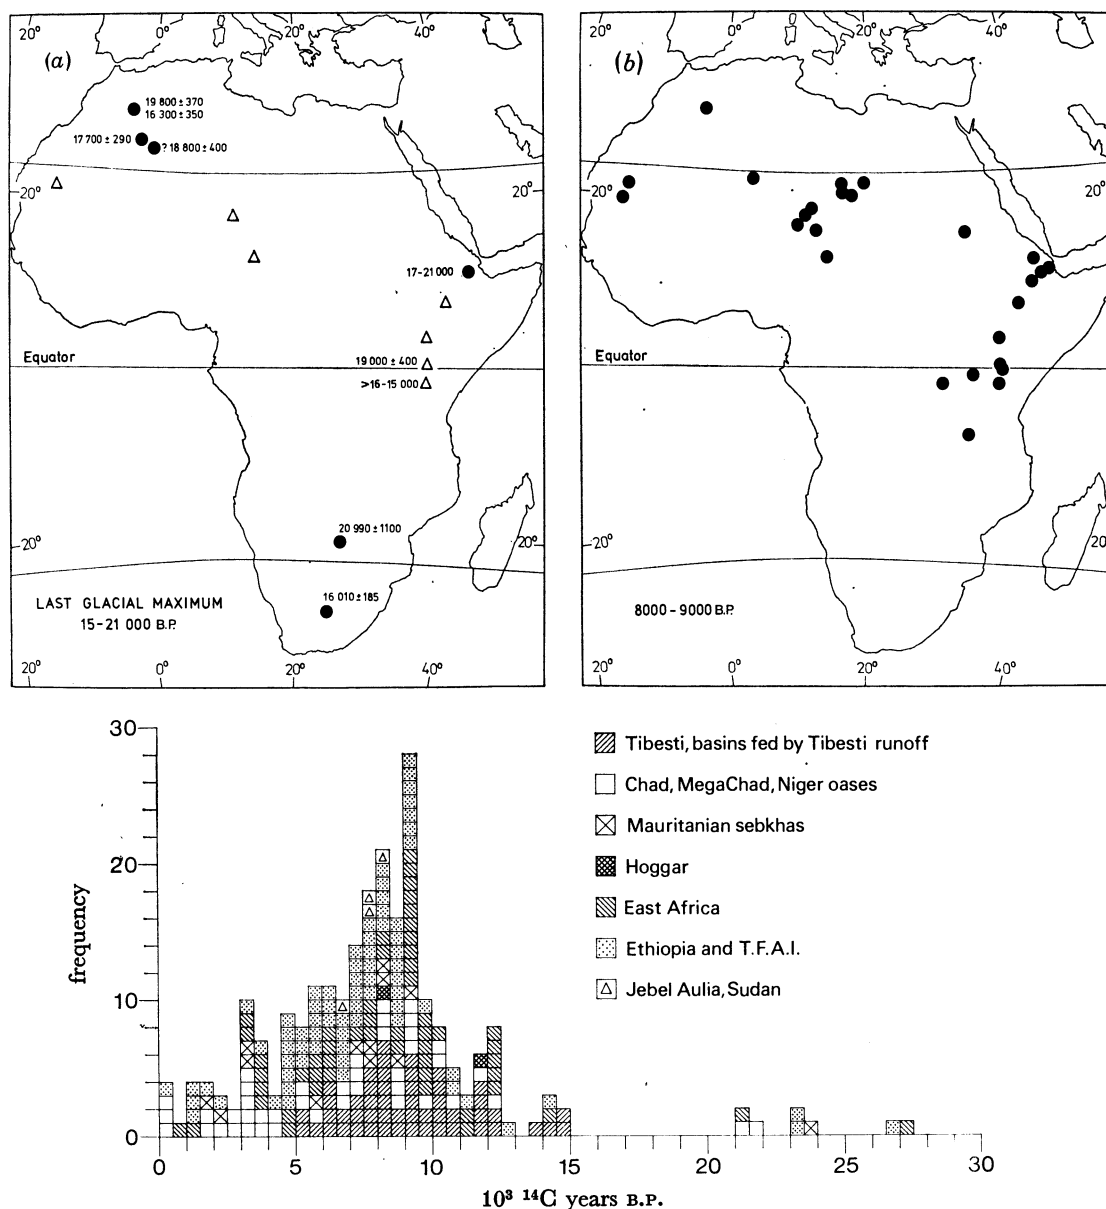 20° 0° 40°
(a)
19 800 ± 370
16 300 ± 350
17 700 ± 290
? 18 800 ± 400
20° 20°
17-21 000
Equator
19 000 ± 400
>16-15 000
20 990 ± 1100
20° 20°
16 010 ± 185
LAST GLACIAL MAXIMUM
15-21 000 B.P.
20° 0° 20° 40°
20° 0° 20° 40°
(b)
20° 20°
Equator
20° 20
8000-9000 B.P.
20° 0° 20° 40°
30
20
10
0
frequency
Tibesti, basins fed by Tibesti runoff
Chad, MegaChad, Niger oases
Mauritanian sebkhas
Hoggar
East Africa
Ethiopia and T.F.A.I.
Jebel Aulia, Sudan
0 5 10 15 20 25 30
10³ ¹⁴C years B.P.